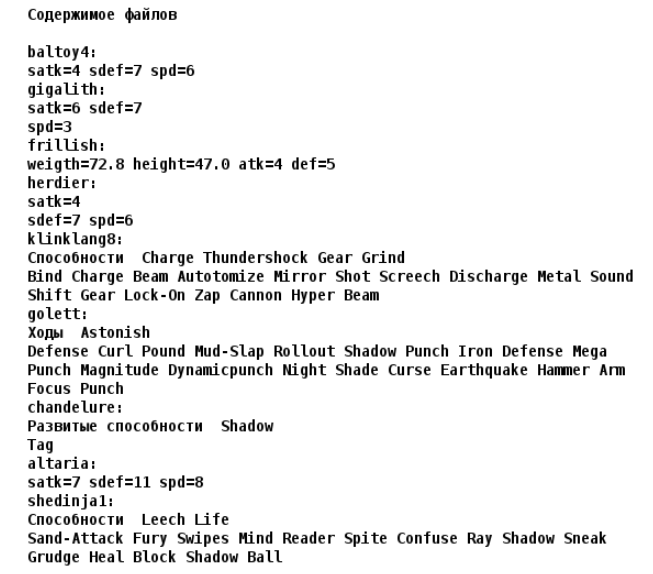 Содержимое файлов
baltoy4:
satk=4 sdef=7 spd=6
gigalith:
satk=6 sdef=7
spd=3
frillish:
weigth=72.8 height=47.0 atk=4 def=5
herdier:
satk=4
sdef=7 spd=6
klinklang8:
Способности  Charge Thundershock Gear Grind
Bind Charge Beam Autotomize Mirror Shot Screech Discharge Metal Sound
Shift Gear Lock-On Zap Cannon Hyper Beam
golett:
Ходы  Astonish
Defense Curl Pound Mud-Slap Rollout Shadow Punch Iron Defense Mega
Punch Magnitude Dynamicpunch Night Shade Curse Earthquake Hammer Arm
Focus Punch
chandelure:
Развитые способности  Shadow
Tag
altaria:
satk=7 sdef=11 spd=8
shedinja1:
Способности  Leech Life
Sand-Attack Fury Swipes Mind Reader Spite Confuse Ray Shadow Sneak
Grudge Heal Block Shadow Ball